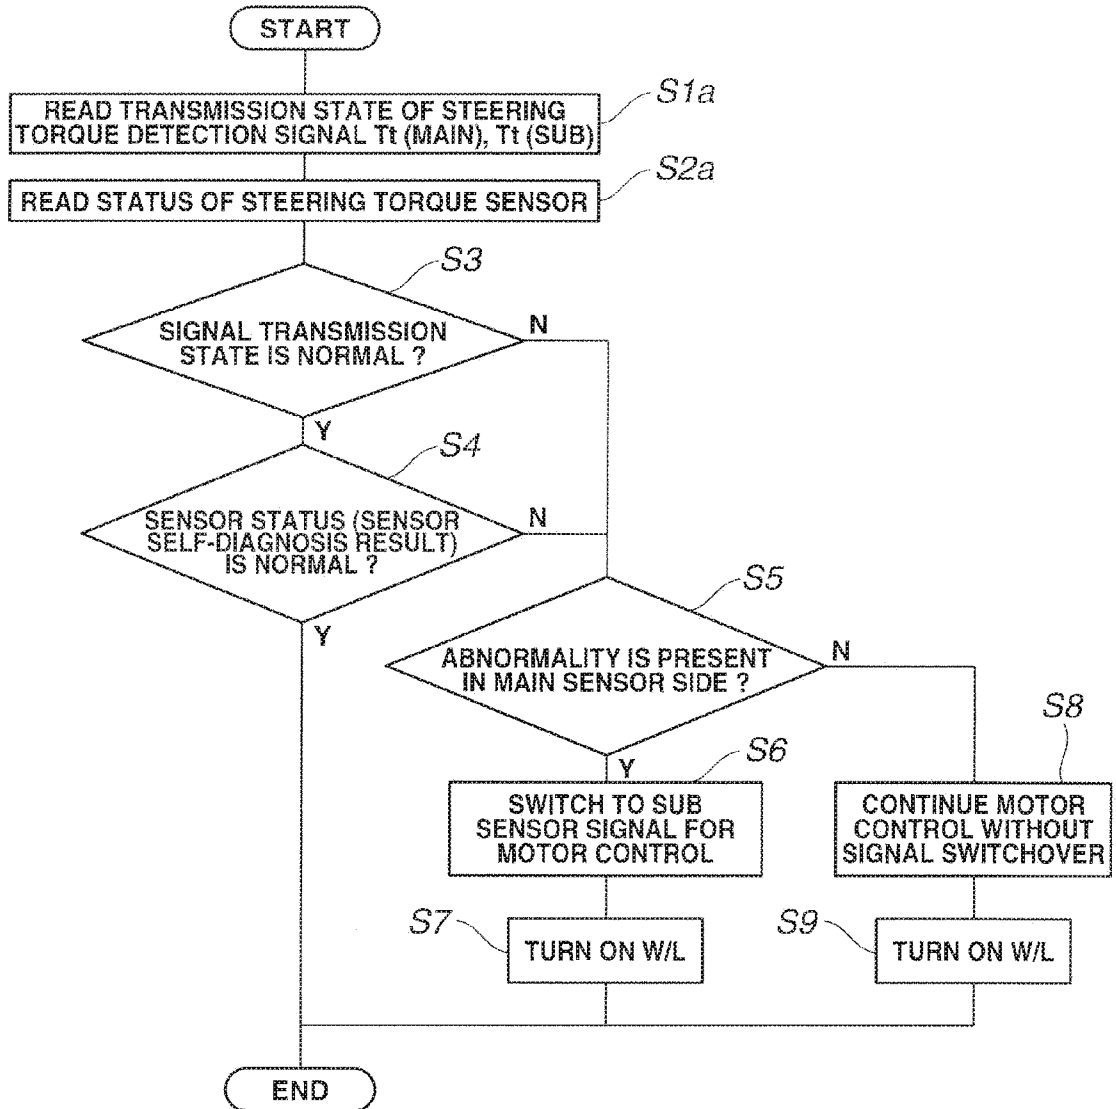 START
S1a
READ TRANSMISSION STATE OF STEERING
TORQUE DETECTION SIGNAL Tt (MAIN), Tt (SUB)
S2a
READ STATUS OF STEERING TORQUE SENSOR
S3
SIGNAL TRANSMISSION
STATE IS NORMAL ?
N
Y
S4
SENSOR STATUS (SENSOR
SELF-DIAGNOSIS RESULT)
IS NORMAL ?
N
Y
S5
ABNORMALITY IS PRESENT
IN MAIN SENSOR SIDE ?
N
Y
S6
SWITCH TO SUB
SENSOR SIGNAL FOR
MOTOR CONTROL
S8
CONTINUE MOTOR
CONTROL WITHOUT
SIGNAL SWITCHOVER
S7
TURN ON W/L
S9
TURN ON W/L
END